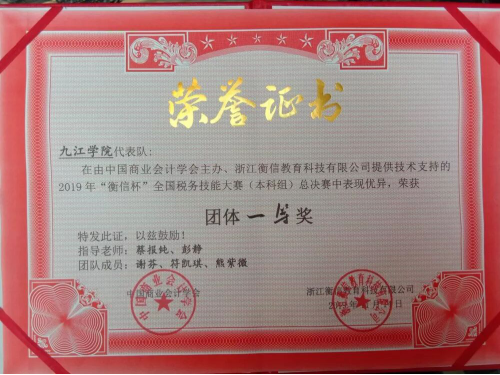 荣誉证书
九江学院代表队:
在由中国商业会计学会主办、浙江衡信教育科技有限公司提供技术支持的
2019年“衡信杯”全国税务技能大赛(本科组)总决赛中表现优异,荣获
团体一等奖
特发此证,以兹鼓励!
指导老师:蔡报纯、彭静
团队成员:谢芬、符凯琪、熊紫微
中国商业会计学会 浙江衡信教育科技有限公司